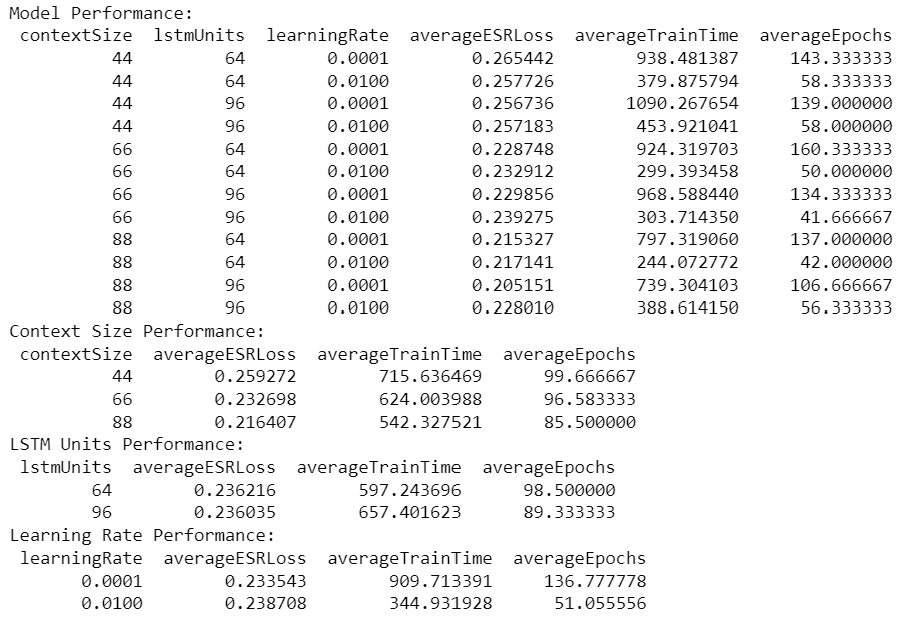 Model Performance:
contextSize lstmUnits learningRate averageESRLoss averageTrainTime averageEpochs
44 64 0.0001 0.265442 938.481387 143.333333
44 64 0.0100 0.257726 379.875794 58.333333
44 96 0.0001 0.256736 1090.267654 139.000000
44 96 0.0100 0.257183 453.921041 58.000000
66 64 0.0001 0.228748 924.319703 160.333333
66 64 0.0100 0.232912 299.393458 50.000000
66 96 0.0001 0.229856 968.588440 134.333333
66 96 0.0100 0.239275 303.714350 41.666667
88 64 0.0001 0.215327 797.319060 137.000000
88 64 0.0100 0.217141 244.072772 42.000000
88 96 0.0001 0.205151 739.304103 106.666667
88 96 0.0100 0.228010 388.614150 56.333333
Context Size Performance:
contextSize averageESRLoss averageTrainTime averageEpochs
44 0.259272 715.636469 99.666667
66 0.232698 624.003988 96.583333
88 0.216407 542.327521 85.500000
LSTM Units Performance:
lstmUnits averageESRLoss averageTrainTime averageEpochs
64 0.236216 597.243696 98.500000
96 0.236035 657.401623 89.333333
Learning Rate Performance:
learningRate averageESRLoss averageTrainTime averageEpochs
0.0001 0.233543 909.713391 136.777778
0.0100 0.238708 344.931928 51.055556